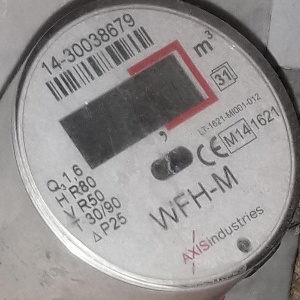 14-30038679
m³
31
LT-1621-MI001-012
CE M14 1621
Q₃ 1,6
H R80
V R50
T 30/90
Δ P25
WFH-M
AXISindustries